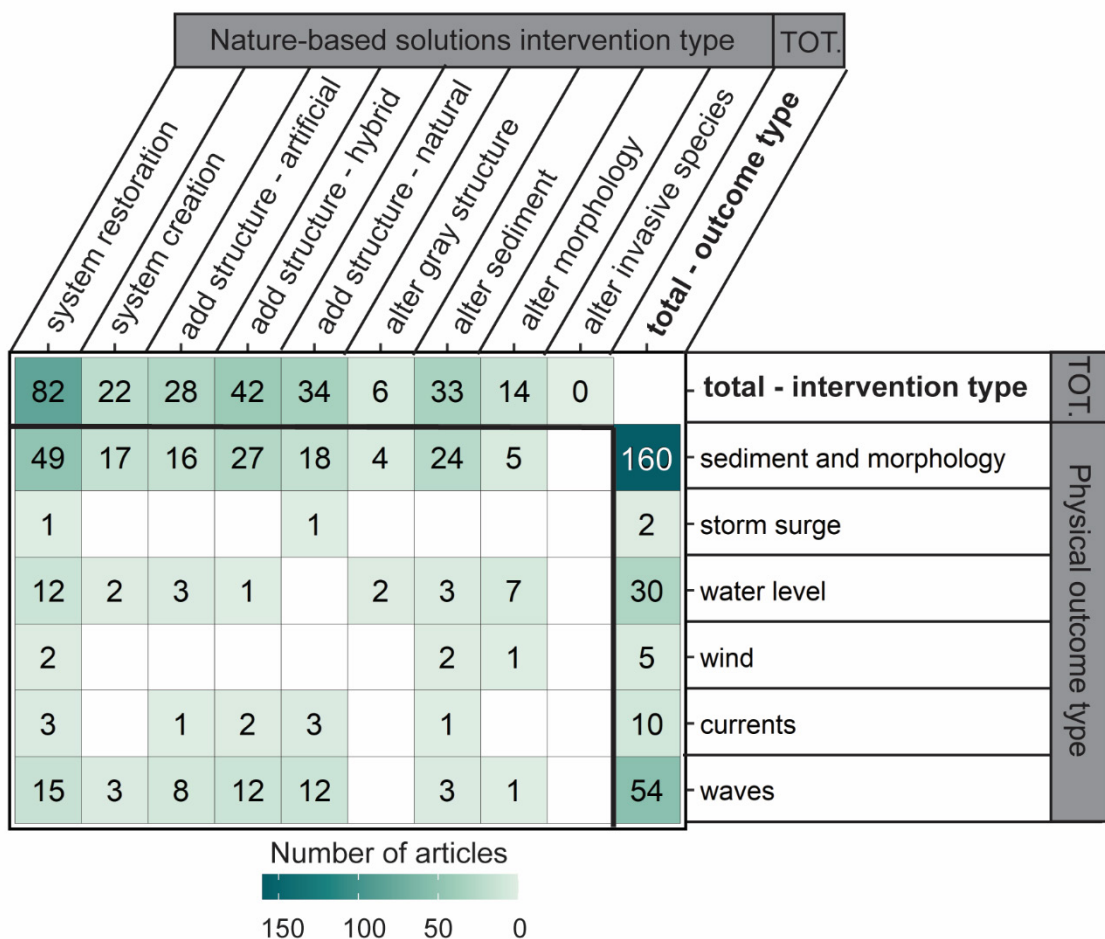 Nature-based solutions intervention type TOT.
system restoration
system creation
add structure - artificial
add structure - hybrid
add structure - natural
alter gray structure
alter sediment
alter morphology
alter invasive species
total - outcome type
82 22 28 42 34 6 33 14 0 total - intervention type TOT.
49 17 16 27 18 4 24 5 160 sediment and morphology
1 1 2 storm surge
12 2 3 1 2 3 7 30 water level
2 2 1 5 wind
3 1 2 3 1 10 currents
15 3 8 12 12 3 1 54 waves
Physical outcome type
Number of articles
150 100 50 0